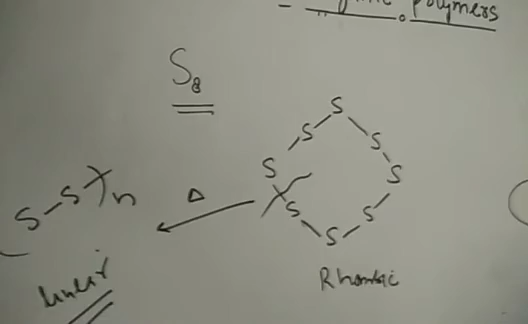 Polymers
S8
S
S S
S S
S-S)n Δ
S S
S
linear Rhombic